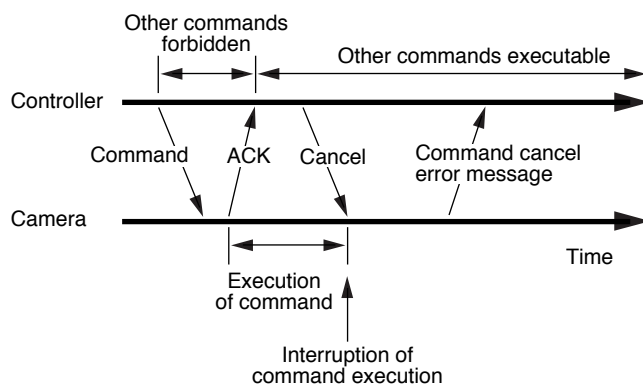 Other commands
forbidden
Other commands executable
Controller
Command
ACK
Cancel
Command cancel
error message
Camera
Time
Execution
of command
Interruption of
command execution